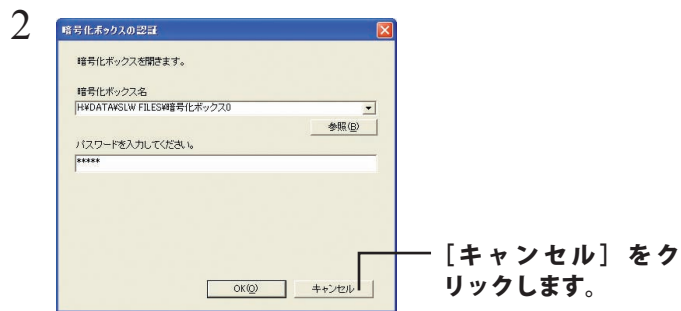 2
暗号化ボックスの認証
暗号化ボックスを開きます。
暗号化ボックス名
H:¥DATA¥SLW FILES¥暗号化ボックス0
参照(B)
パスワードを入力してください。
*****
[キャンセル] をク
リックします。
OK(O) キャンセル